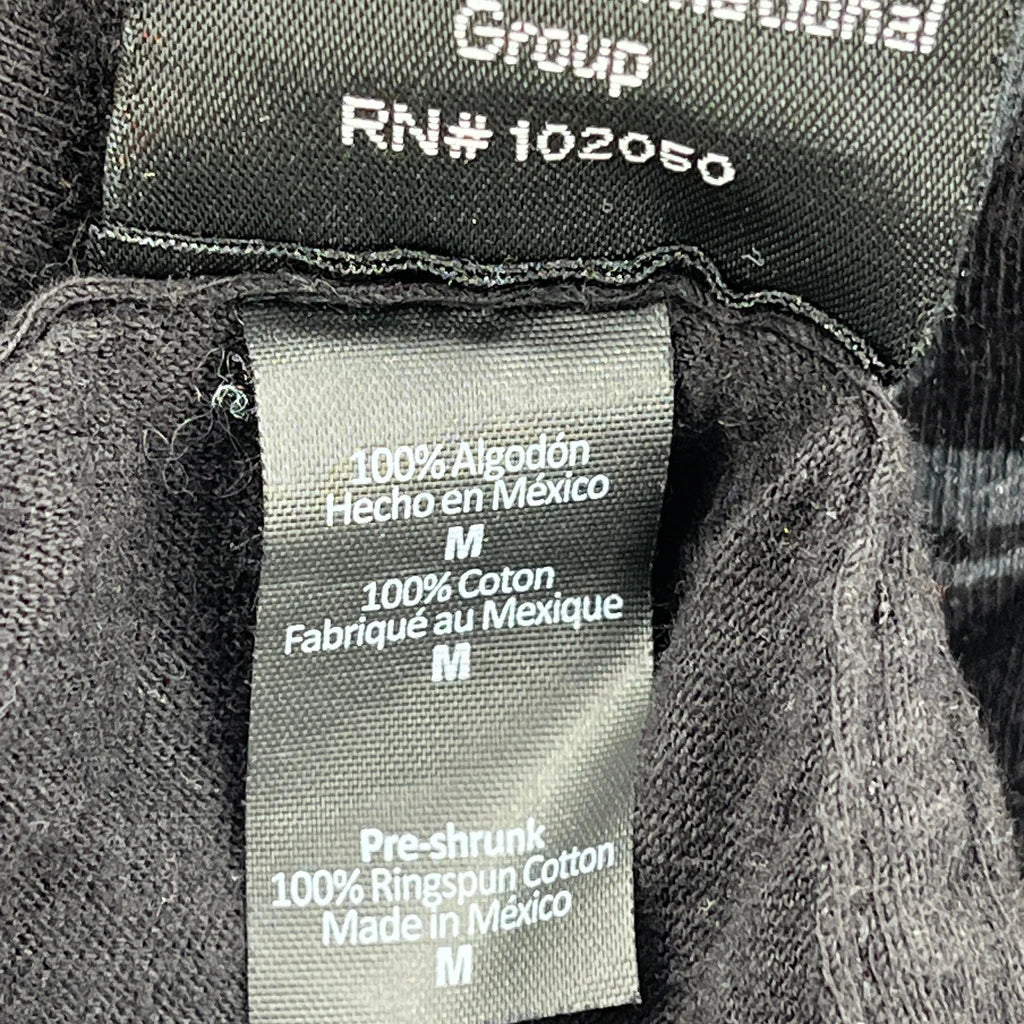 Group
RN# 102050
100% Algodón
Hecho en México
M
100% Coton
Fabriqué au Mexique
M
Pre-shrunk
100% Ringspun Cotton
Made in México
M